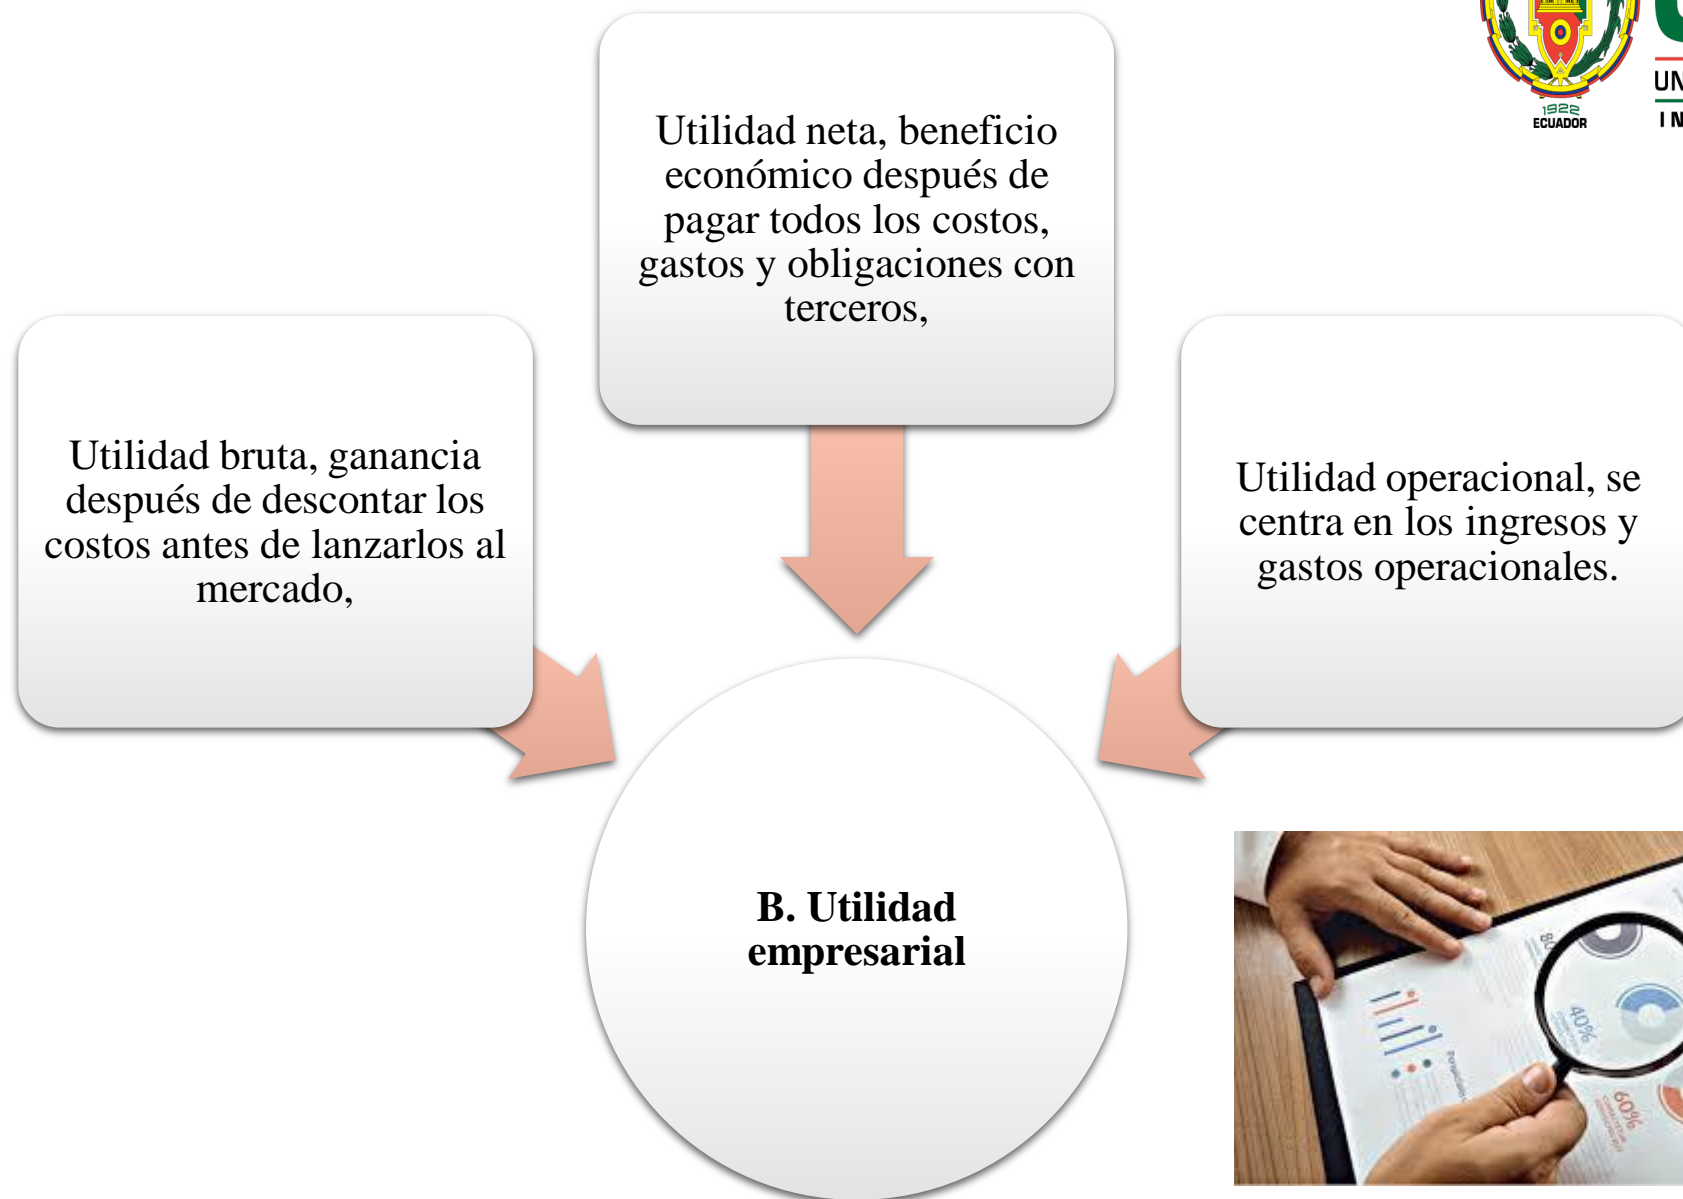 1922
ECUADOR
Utilidad neta, beneficio
económico después de
pagar todos los costos,
gastos y obligaciones con
terceros,
Utilidad bruta, ganancia
después de descontar los
costos antes de lanzarlos al
mercado,
Utilidad operacional, se
centra en los ingresos y
gastos operacionales.
B. Utilidad
empresarial
40%
60%